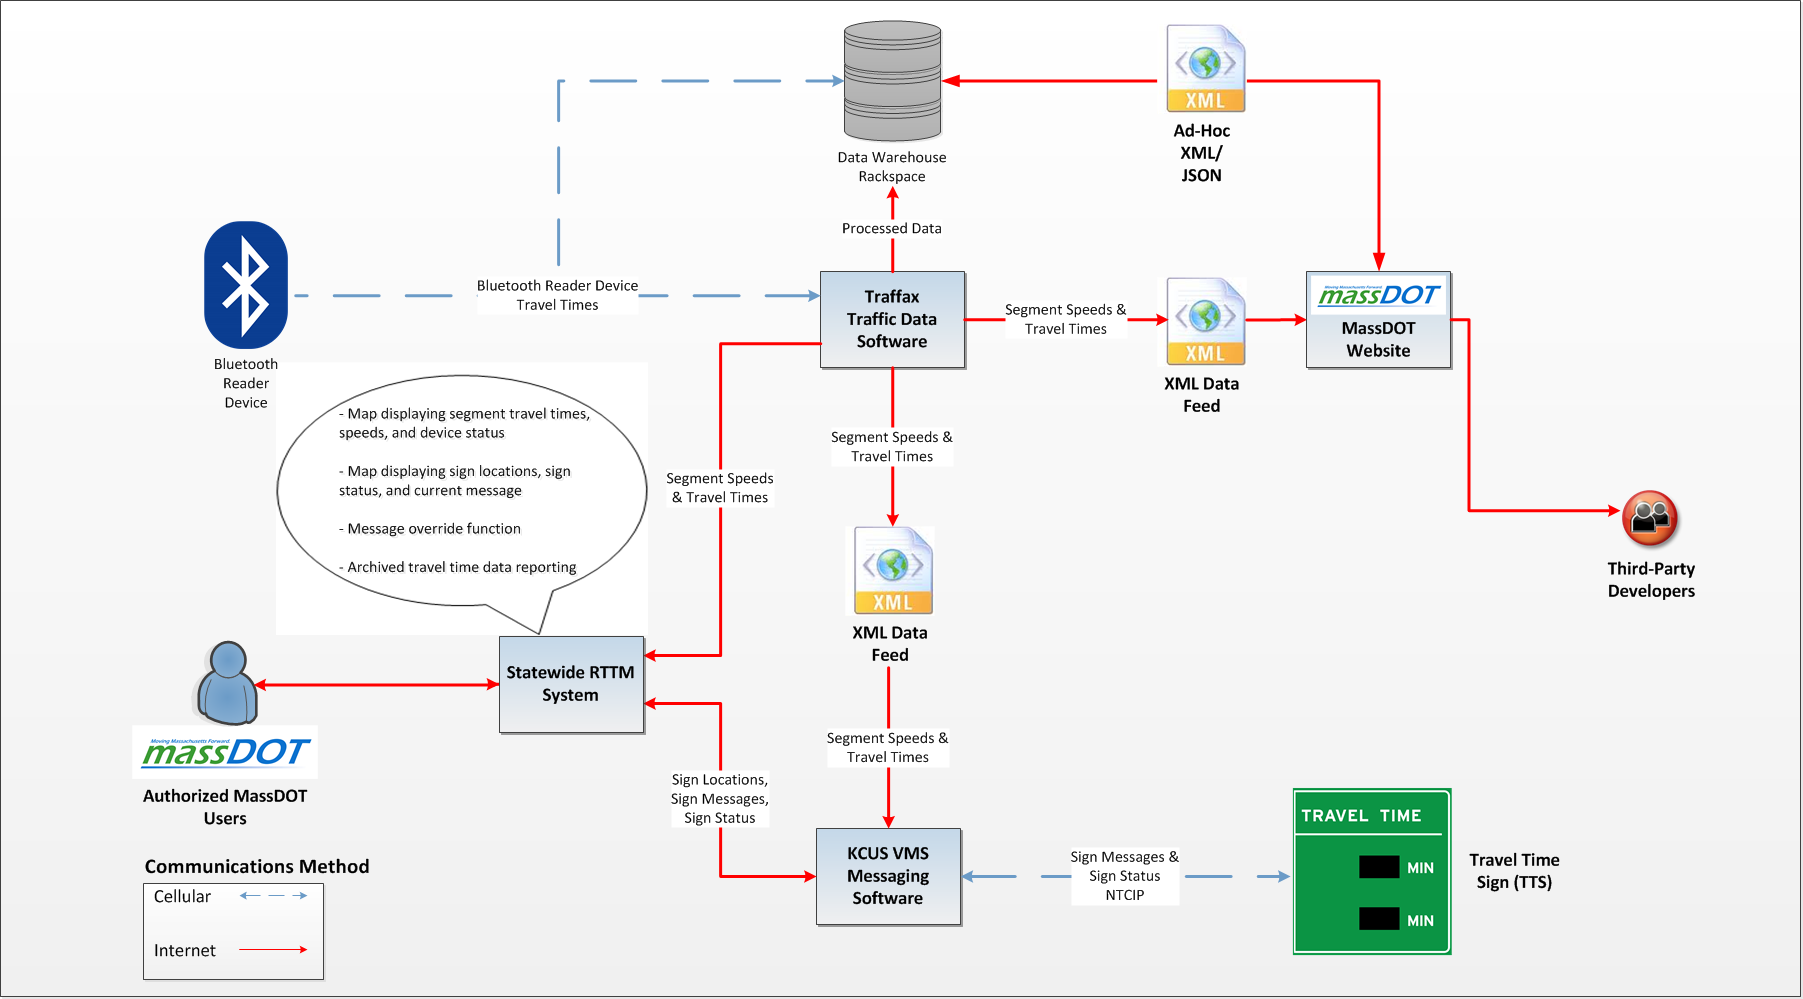 XML
Ad-Hoc
XML/
JSON
Data Warehouse
Rackspace
Processed Data
Bluetooth Reader Device
Travel Times
Bluetooth
Reader
Device
Traffax
Traffic Data
Software
Segment Speeds &
Travel Times
XML
XML Data
Feed
Moving Massachusetts Forward
massDOT
MassDOT
Website
- Map displaying segment travel times,
speeds, and device status
- Map displaying sign locations, sign
status, and current message
- Message override function
- Archived travel time data reporting
Segment Speeds
& Travel Times
Segment Speeds &
Travel Times
XML
XML Data
Feed
Third-Party
Developers
Statewide RTTM
System
Moving Massachusetts Forward
massDOT
Authorized MassDOT
Users
Segment Speeds &
Travel Times
Sign Locations,
Sign Messages,
Sign Status
KCUS VMS
Messaging
Software
Sign Messages &
Sign Status
NTCIP
TRAVEL TIME
MIN
MIN
Travel Time
Sign (TTS)
Communications Method
Cellular
Internet